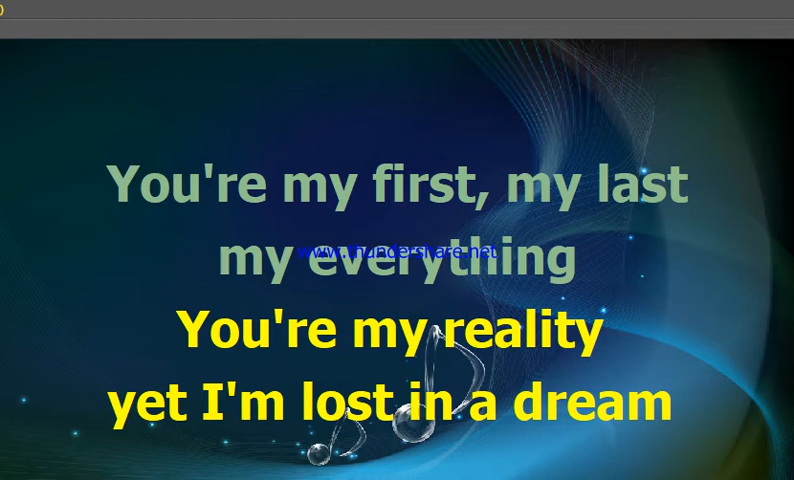 )
You're my first, my last
my everything
www.thundershare.net
You're my reality
yet I'm lost in a dream